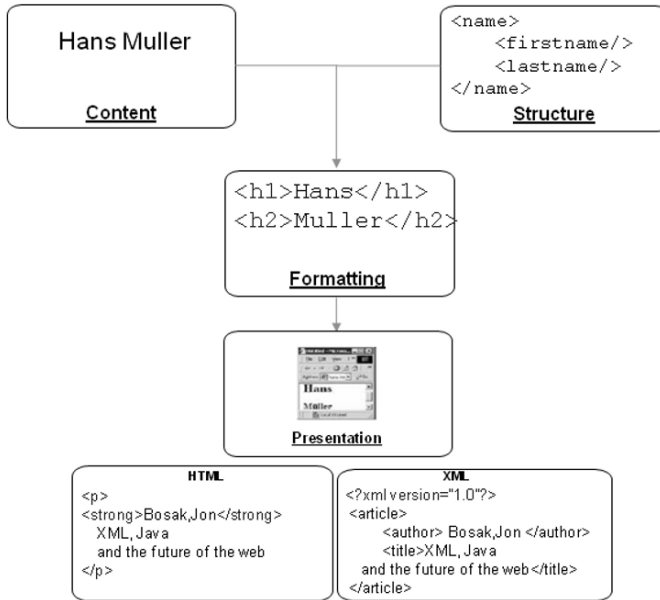 Hans Muller
Content
<name>
<firstname/>
<lastname/>
</name>
Structure
<h1>Hans</h1>
<h2>Muller</h2>
Formatting
Hans
Müller
Presentation
HTML
<p>
<strong>Bosak,Jon</strong>
XML, Java
and the future of the web
</p>
XML
<?xml version="1.0"?>
<article>
<author> Bosak,Jon </author>
<title>XML, Java
and the future of the web</title>
</article>